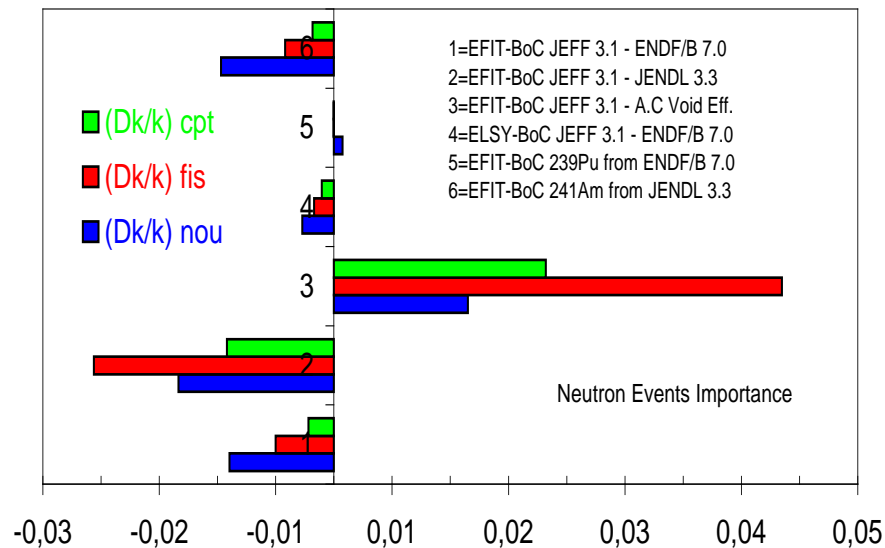 6
1=EFIT-BoC JEFF 3.1 - ENDF/B 7.0
2=EFIT-BoC JEFF 3.1 - JENDL 3.3
3=EFIT-BoC JEFF 3.1 - A.C Void Eff.
4=ELSY-BoC JEFF 3.1 - ENDF/B 7.0
5=EFIT-BoC 239Pu from ENDF/B 7.0
6=EFIT-BoC 241Am from JENDL 3.3
(Dk/k) cpt
(Dk/k) fis
(Dk/k) nou
5
4
3
2
1
Neutron Events Importance
-0,03 -0,02 -0,01 0,01 0,02 0,03 0,04 0,05